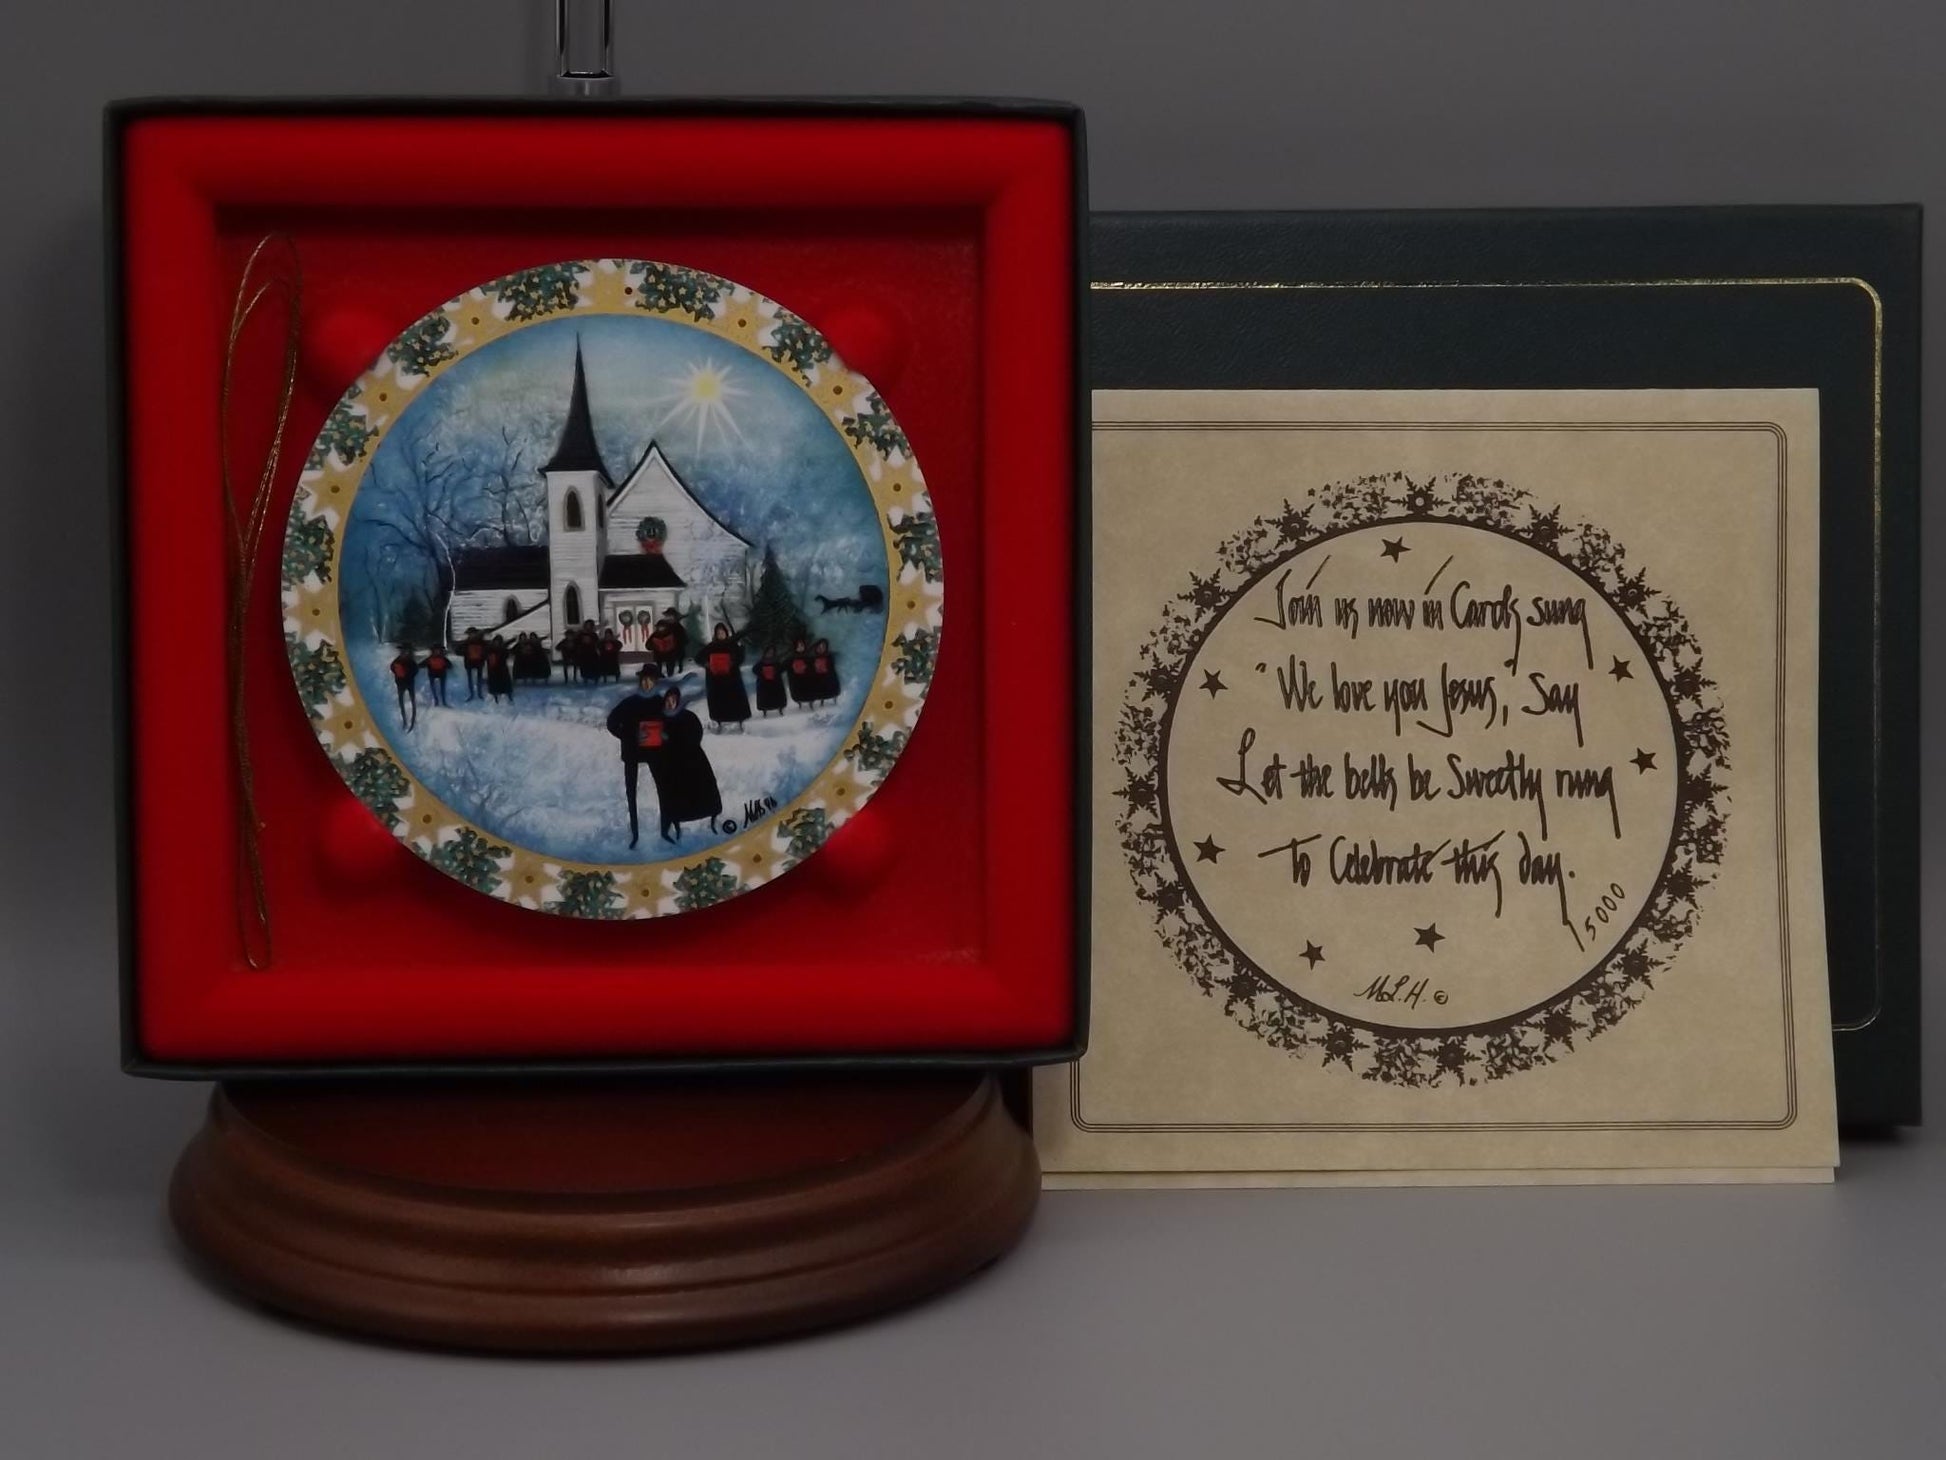 Join us now in Carols sung
"We love you Jesus," Say
Let the bells be Sweetly rung
To Celebrate this day.
5000
M.L.H. ©
©